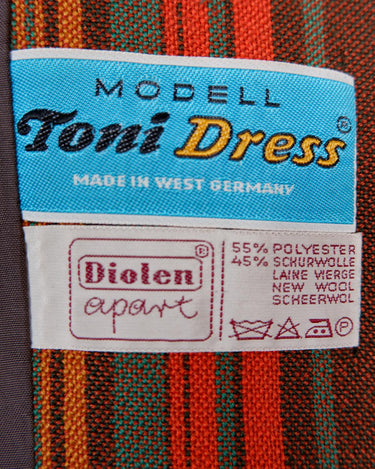 MODELL
Toni Dress®
MADE IN WEST GERMANY
Diolen®
apart
55% POLYESTER
45% SCHURWOLLE
LAINE VIERGE
NEW WOOL
SCHEERWOL
P